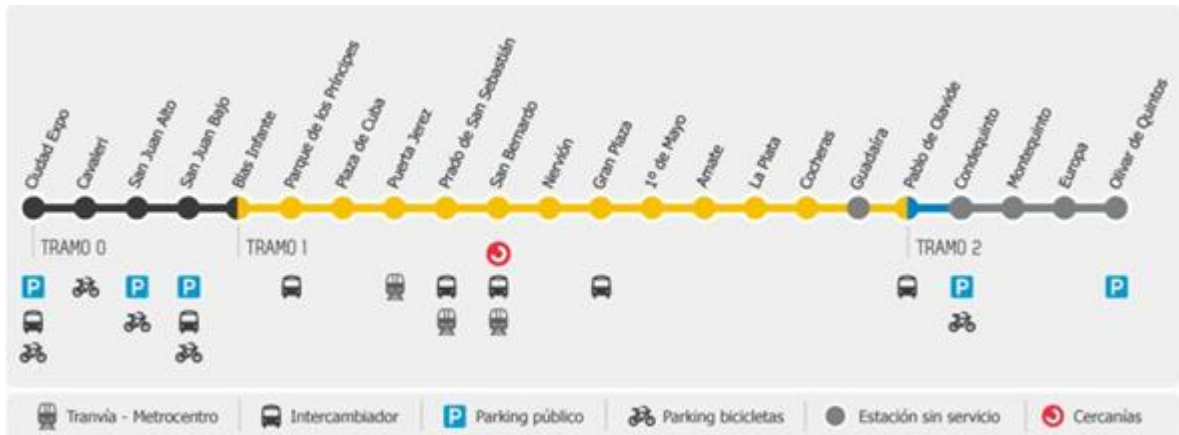 Ciudad Expo
Cavaleri
San Juan Alto
San Juan Bajo
Blas Infante
Parque de los Príncipes
Plaza de Cuba
Puerta Jerez
Prado de San Sebastián
San Bernardo
Nervión
Gran Plaza
1º de Mayo
Amate
La Plata
Cocheras
Guadaíra
Pablo de Olavide
Condequinto
Montequinto
Europa
Olivar de Quintos
TRAMO 0
TRAMO 1
TRAMO 2
P
P
P
P
P
Tranvía - Metrocentro
Intercambiador
P Parking público
Parking bicicletas
Estación sin servicio
Cercanías